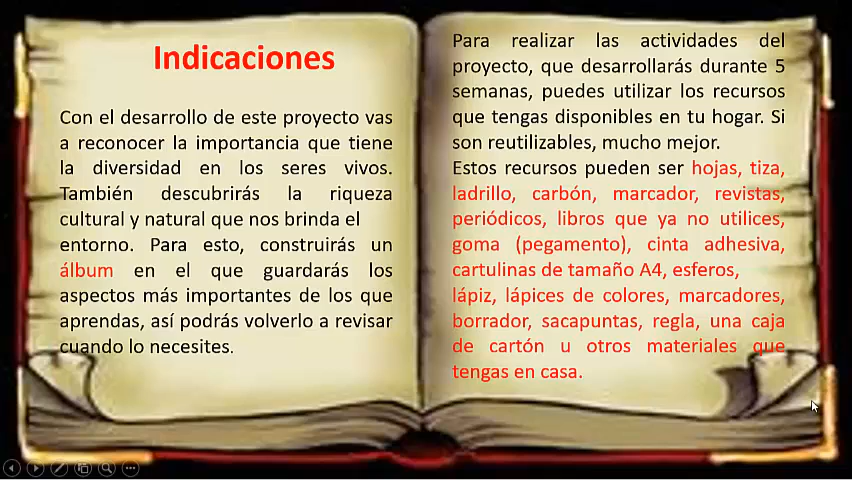 Indicaciones
Con el desarrollo de este proyecto vas
a reconocer la importancia que tiene
la diversidad en los seres vivos.
También descubrirás la riqueza
cultural y natural que nos brinda el
entorno. Para esto, construirás un
álbum en el que guardarás los
aspectos más importantes de los que
aprendas, así podrás volverlo a revisar
cuando lo necesites.
Para realizar las actividades del
proyecto, que desarrollarás durante 5
semanas, puedes utilizar los recursos
que tengas disponibles en tu hogar. Si
son reutilizables, mucho mejor.
Estos recursos pueden ser hojas, tiza,
ladrillo, carbón, marcador, revistas,
periódicos, libros que ya no utilices,
goma (pegamento), cinta adhesiva,
cartulinas de tamaño A4, esferos,
lápiz, lápices de colores, marcadores,
borrador, sacapuntas, regla, una caja
de cartón u otros materiales que
tengas en casa.